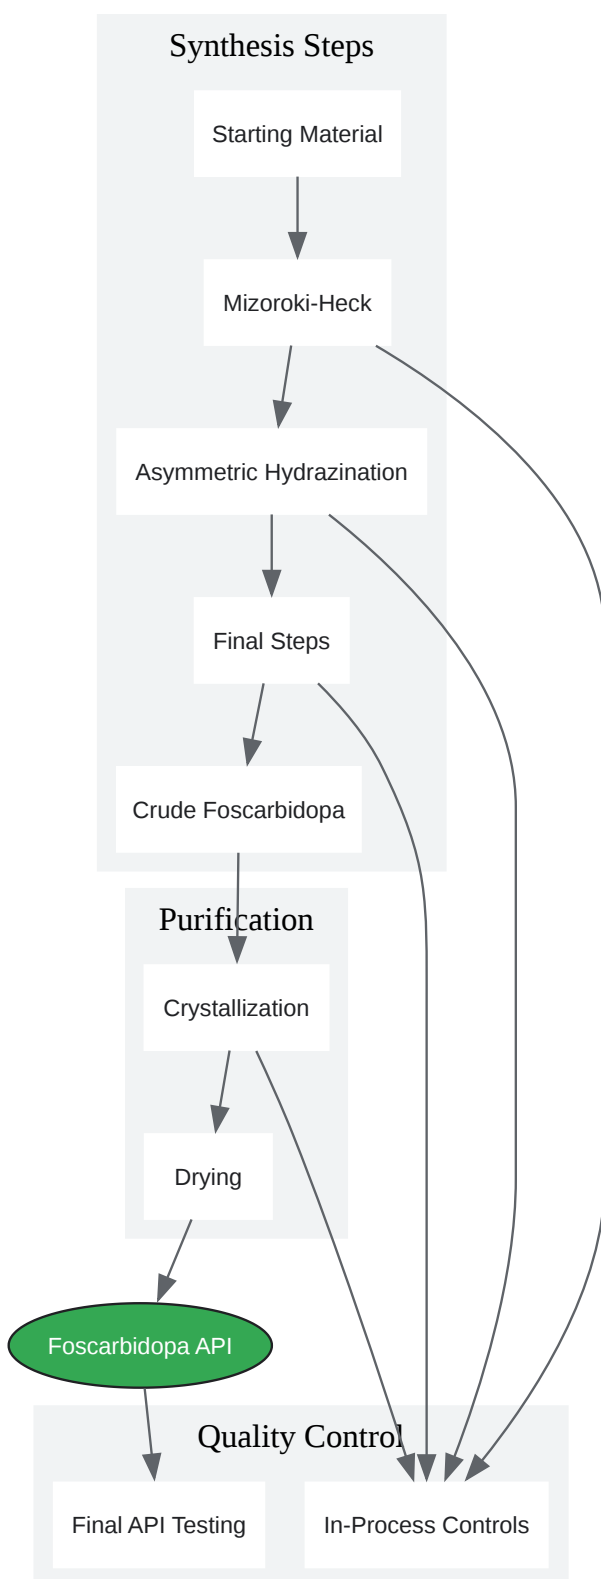 Synthesis Steps
Starting Material
Mizoroki-Heck
Asymmetric Hydrazination
Final Steps
Crude Foscarbidopa
Purification
Crystallization
Drying
Foscarbidopa API
Quality Control
Final API Testing
In-Process Controls